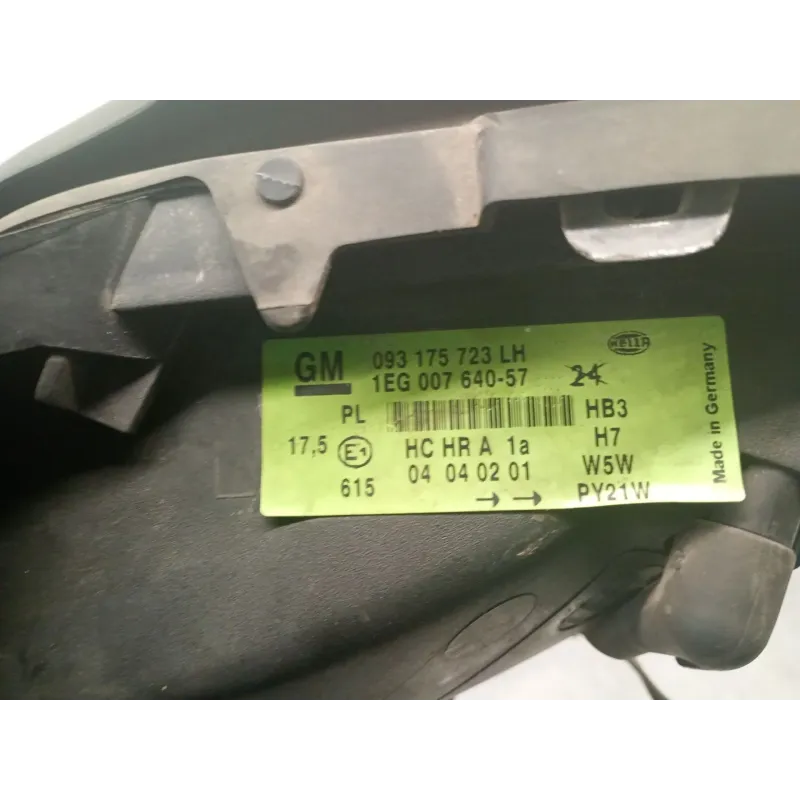 GM 093 175 723 LH HELLA
1EG 007 640-57 24
PL HB3
17,5 E1 HC HR A 1a H7
615 04 04 02 01 W5W
→ → PY21W
Made in Germany